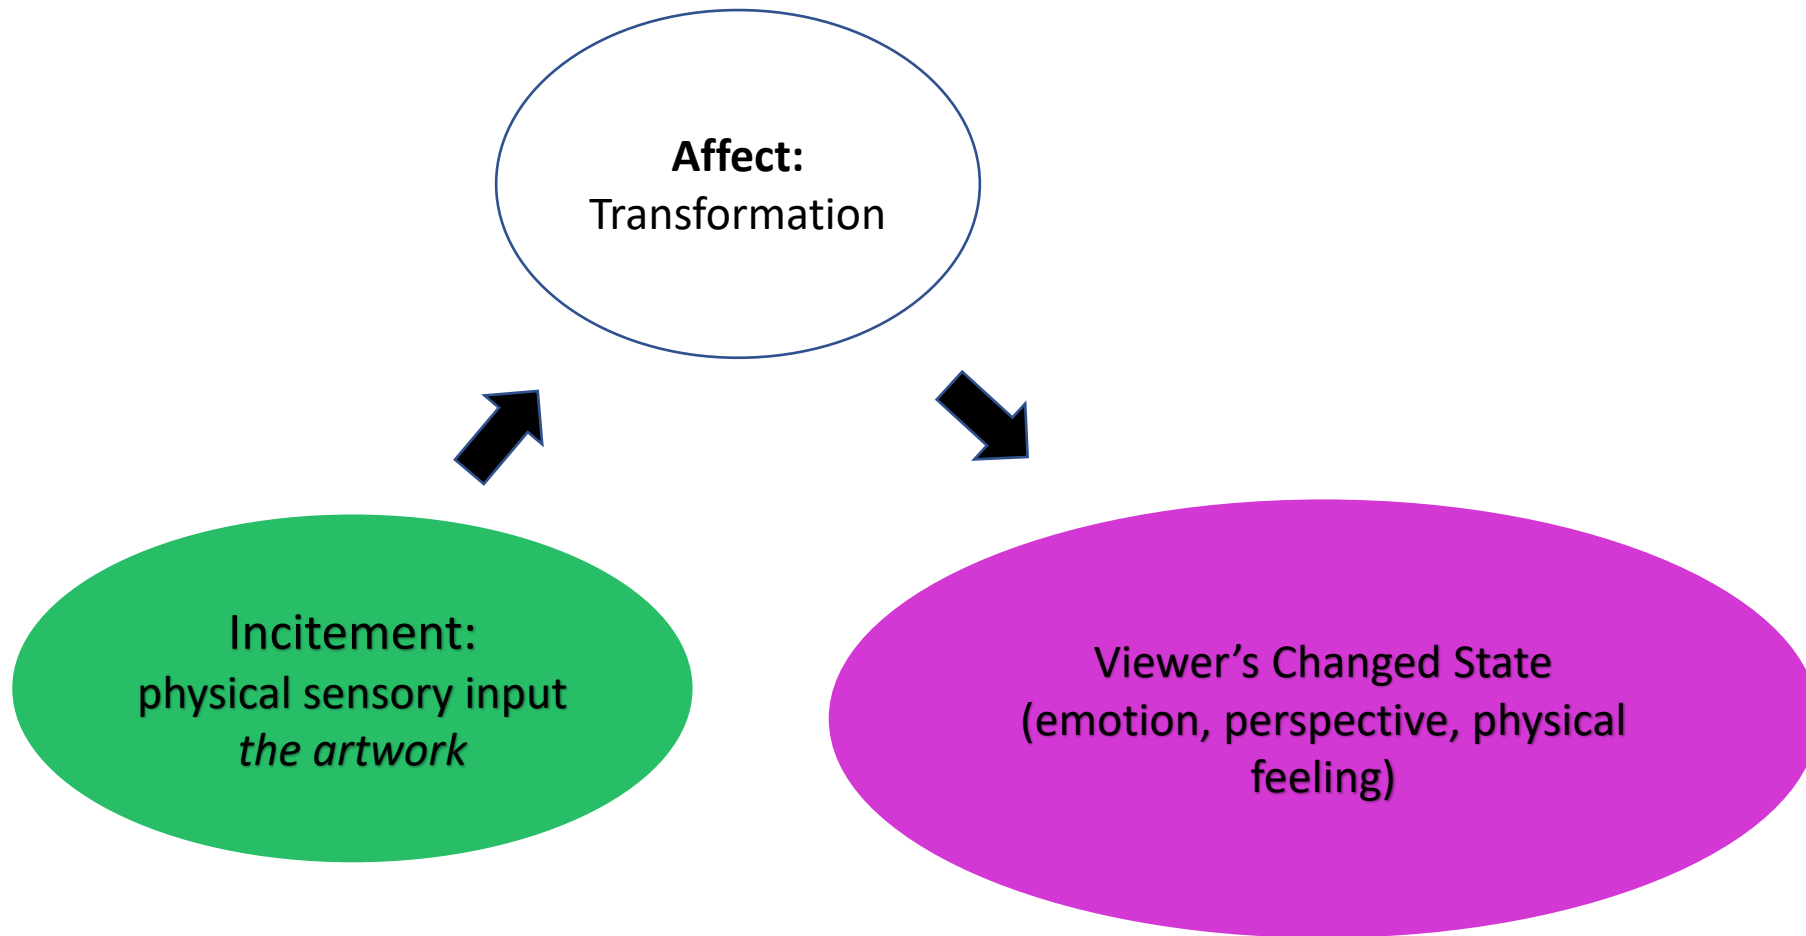 Affect:
Transformation
Incitement:
physical sensory input
the artwork
Viewer’s Changed State
(emotion, perspective, physical
feeling)